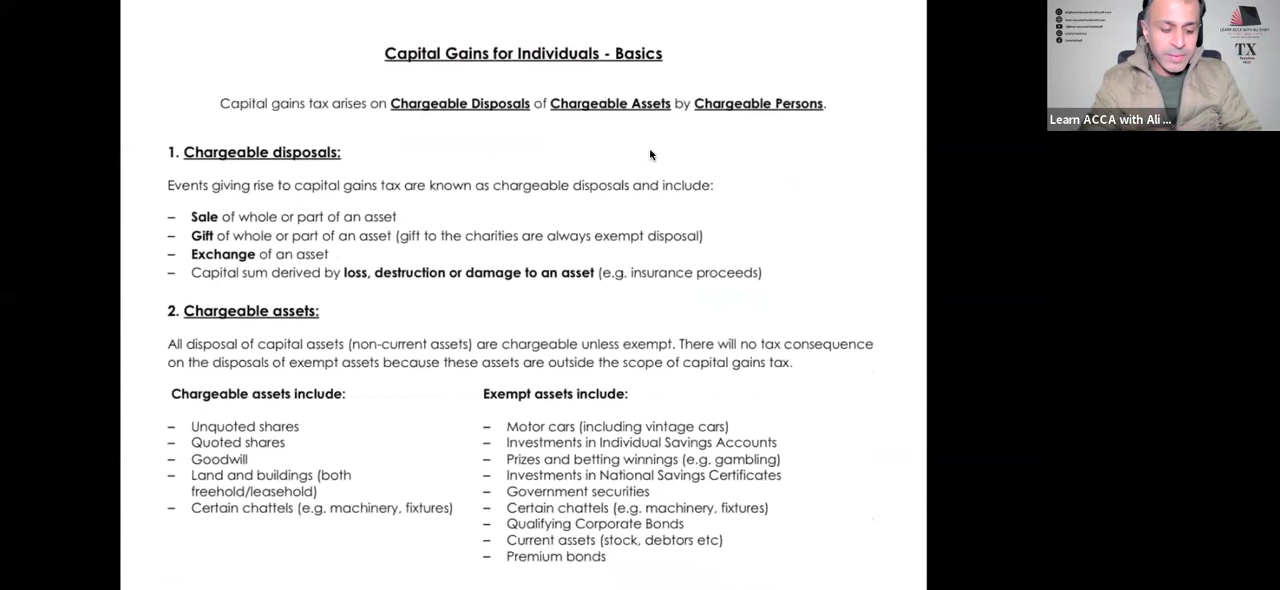 Capital Gains for Individuals - Basics
Capital gains tax arises on Chargeable Disposals of Chargeable Assets by Chargeable Persons.
1. Chargeable disposals:
Events giving rise to capital gains tax are known as chargeable disposals and include:
– Sale of whole or part of an asset
– Gift of whole or part of an asset (gift to the charities are always exempt disposal)
– Exchange of an asset
– Capital sum derived by loss, destruction or damage to an asset (e.g. insurance proceeds)
2. Chargeable assets:
All disposal of capital assets (non-current assets) are chargeable unless exempt. There will no tax consequence
on the disposals of exempt assets because these assets are outside the scope of capital gains tax.
Chargeable assets include:
– Unquoted shares
– Quoted shares
– Goodwill
– Land and buildings (both
freehold/leasehold)
– Certain chattels (e.g. machinery, fixtures)
Exempt assets include:
– Motor cars (including vintage cars)
– Investments in Individual Savings Accounts
– Prizes and betting winnings (e.g. gambling)
– Investments in National Savings Certificates
– Government securities
– Certain chattels (e.g. machinery, fixtures)
– Qualifying Corporate Bonds
– Current assets (stock, debtors etc)
– Premium bonds
LEARN ACCA WITH ALI
TX
Learn ACCA with Ali ...